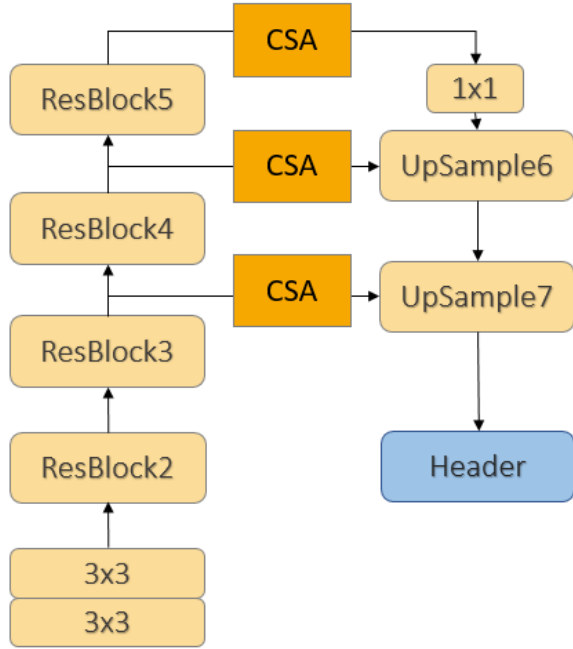 CSA
ResBlock5
1x1
CSA
UpSample6
ResBlock4
CSA
UpSample7
ResBlock3
ResBlock2
Header
3x3
3x3